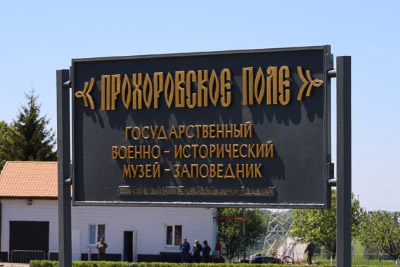 «ПРОХОРОВСКОЕ ПОЛЕ»
ГОСУДАРСТВЕННЫЙ
ВОЕННО – ИСТОРИЧЕСКИЙ
МУЗЕЙ – ЗАПОВЕДНИК